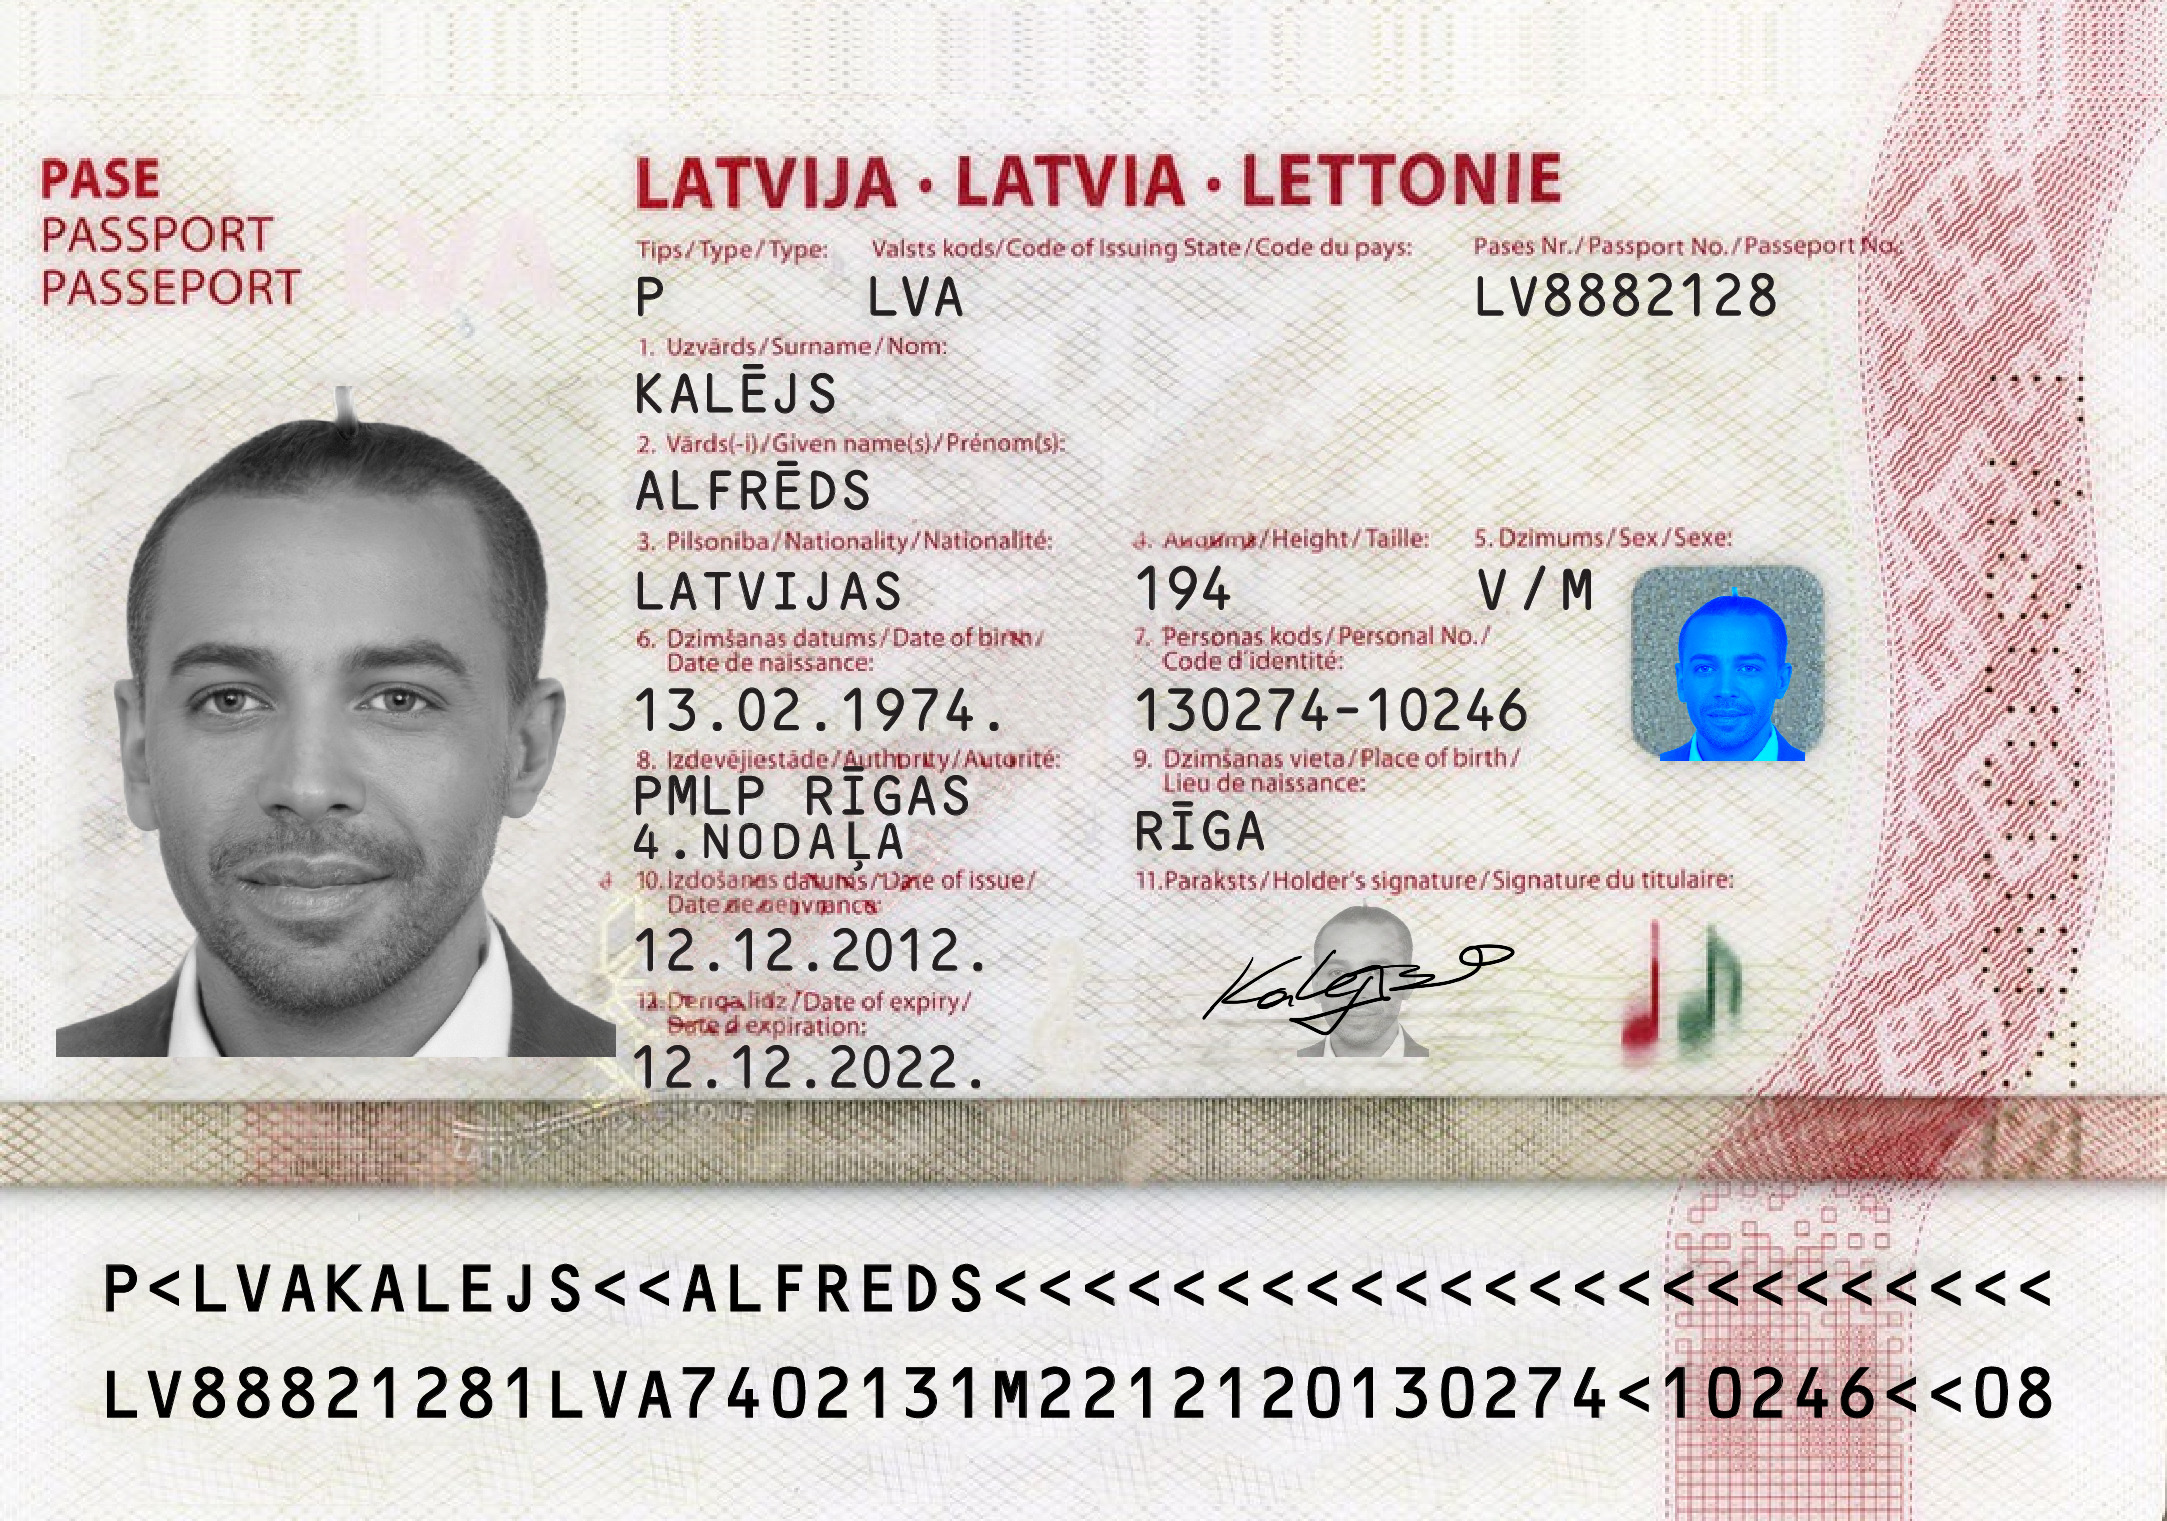 PASE
PASSPORT
PASSEPORT
LVA
LATVIJA · LATVIA · LETTONIE
Tips/Type/Type: Valsts kods/Code of Issuing State/Code du pays: Pases Nr./Passport No./Passeport No.:
P LVA LV8882128
1. Uzvārds/Surname/Nom:
KALĒJS
2. Vārds(-i)/Given name(s)/Prénom(s):
ALFRĒDS
3. Pilsonība/Nationality/Nationalité: 4. Augums/Height/Taille: 5. Dzimums/Sex/Sexe:
LATVIJAS 194 V/M
6. Dzimšanas datums/Date of birth/ 7. Personas kods/Personal No./
Date de naissance: Code d'identité:
13.02.1974. 130274-10246
8. Izdevējiestāde/Authority/Autorité: 9. Dzimšanas vieta/Place of birth/
Lieu de naissance:
PMLP RĪGAS
4.NODAĻA
RĪGA
10. Izdošanas datums/Date of issue/ 11. Paraksts/Holder's signature/Signature du titulaire:
Date de
12.12.2012.
Kalejs
12. līdz/Date of expiry/
Date d'expiration:
12.12.2022.
P<LVAKALEJS<<ALFREDS<<<<<<<<<<<<<<<<<<<<<<<<
LV88821281LVA7402131M2212120130274<10246<<08